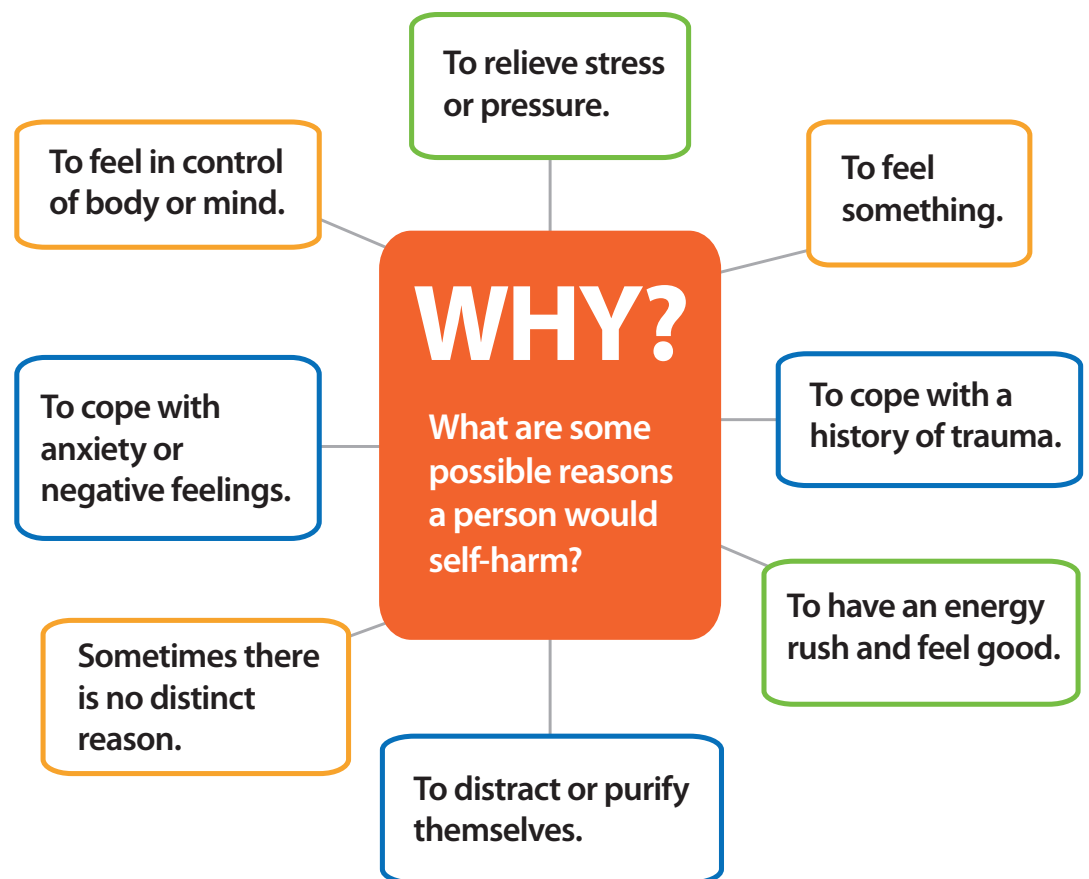 To relieve stress
or pressure.
To feel in control
of body or mind.
To feel
something.
WHY?
What are some
possible reasons
a person would
self-harm?
To cope with
anxiety or
negative feelings.
To cope with a
history of trauma.
To have an energy
rush and feel good.
Sometimes there
is no distinct
reason.
To distract or purify
themselves.